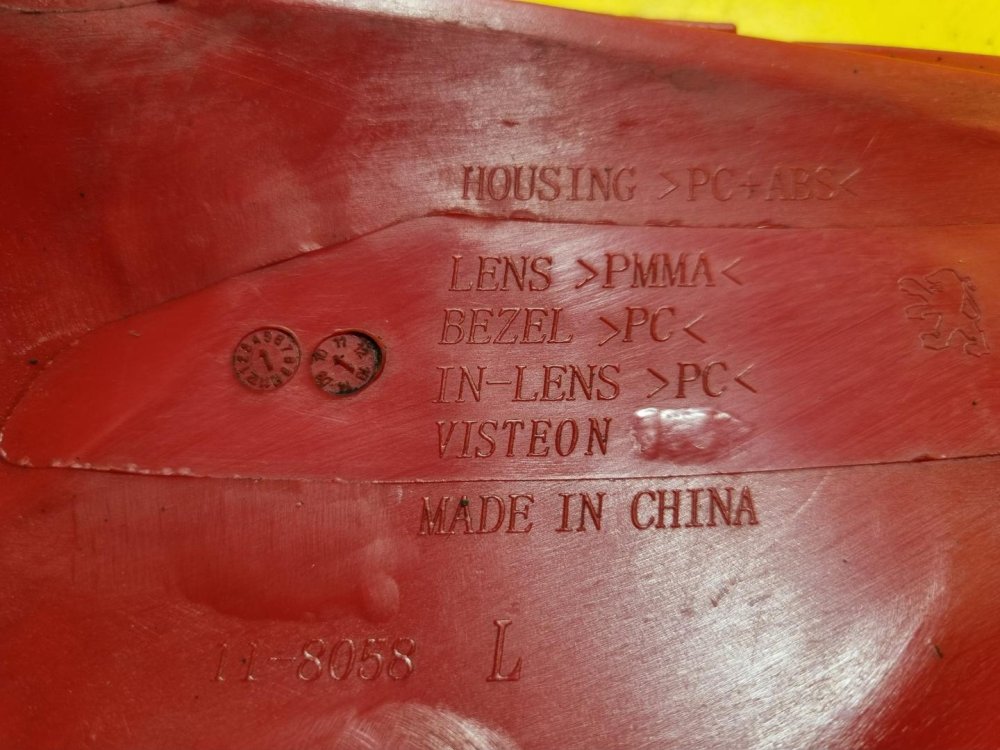 HOUSING >PC+ABS<
LENS >PMMA<
BEZEL >PC<
IN-LENS >PC<
VISTEON
MADE IN CHINA
11-8058 L